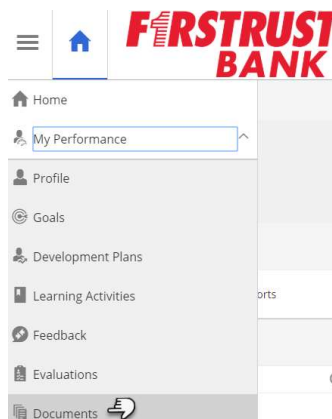 FIRSTRUST
BANK
Home
My Performance
Profile
Goals
Development Plans
Learning Activities
orts
Feedback
Evaluations
Documents